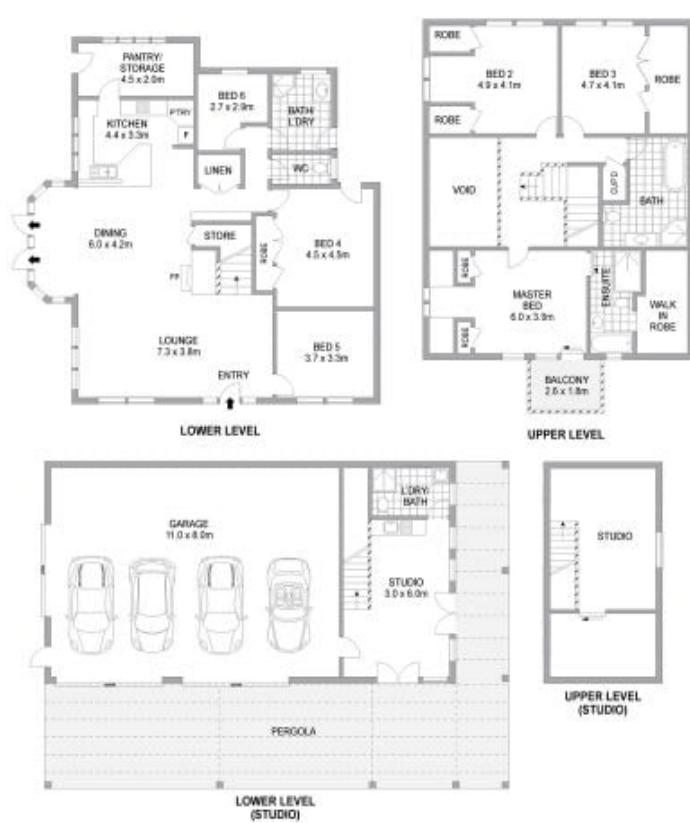 PANTRY/
STORAGE
4.5 x 2.0m
BED 6
2.7 x 2.9m
BATH/
L'DRY
KITCHEN
4.4 x 3.3m
PTRY
F
LINEN
WC
DINING
6.0 x 4.2m
STORE
ROBE
BED 4
4.5 x 4.5m
FP
LOUNGE
7.3 x 3.8m
BED 5
3.7 x 3.3m
ENTRY
LOWER LEVEL
ROBE
BED 2
4.9 x 4.1m
BED 3
4.7 x 4.1m
ROBE
ROBE
VOID
CUP'D
BATH
ROBE
MASTER
BED
6.0 x 3.9m
ENSUITE
WALK
IN
ROBE
ROBE
BALCONY
2.6 x 1.8m
UPPER LEVEL
L'DRY/
BATH
GARAGE
11.0 x 8.0m
STUDIO
3.0 x 6.0m
PERGOLA
LOWER LEVEL
(STUDIO)
STUDIO
UPPER LEVEL
(STUDIO)